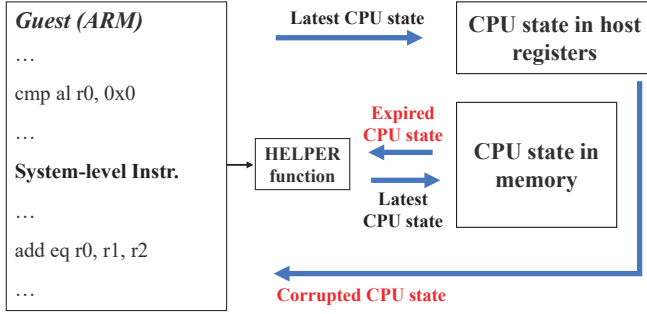 Guest (ARM)
...
cmp al r0, 0x0
...
System-level Instr.
...
add eq r0, r1, r2
...
Latest CPU state
CPU state in host
registers
Expired
CPU state
HELPER
function
Latest
CPU state
CPU state in
memory
Corrupted CPU state